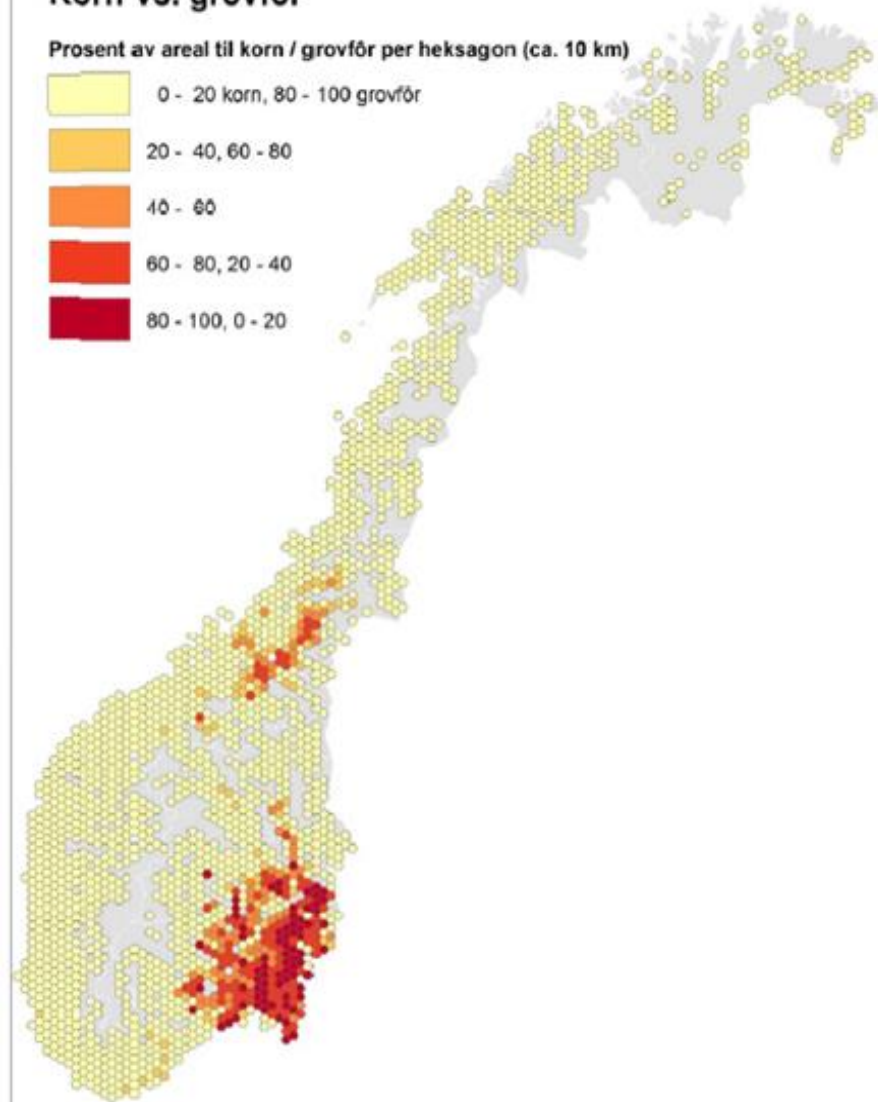 Korn vs. grovfôr
Prosent av areal til korn / grovfôr per heksagon (ca. 10 km)
0 - 20 korn, 80 - 100 grovfôr
20 - 40, 60 - 80
40 - 60
60 - 80, 20 - 40
80 - 100, 0 - 20